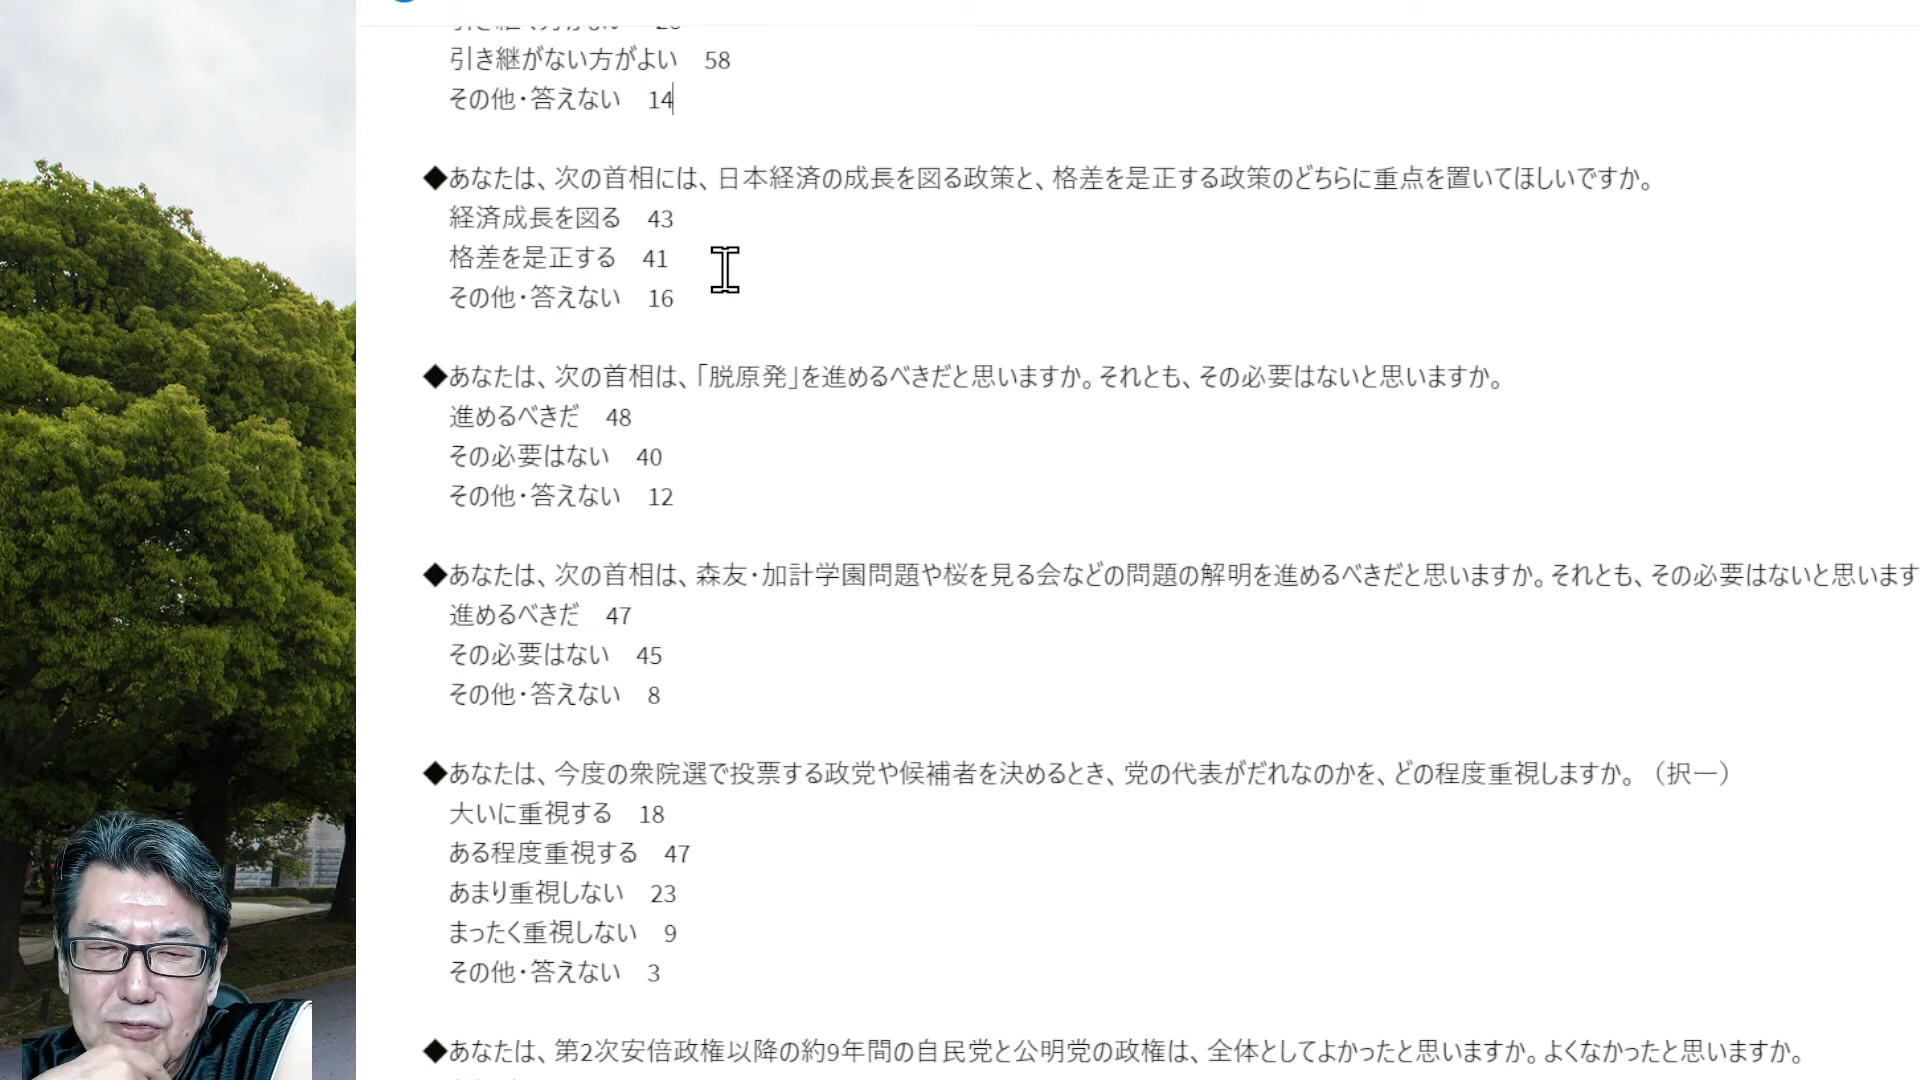 引き継がない方がよい 58
その他・答えない 14
◆あなたは、次の首相には、日本経済の成長を図る政策と、格差を是正する政策のどちらに重点を置いてほしいですか。
経済成長を図る 43
格差を是正する 41
その他・答えない 16
◆あなたは、次の首相は、「脱原発」を進めるべきだと思いますか。それとも、その必要はないと思いますか。
進めるべきだ 48
その必要はない 40
その他・答えない 12
◆あなたは、次の首相は、森友・加計学園問題や桜を見る会などの問題の解明を進めるべきだと思いますか。それとも、その必要はないと思います
進めるべきだ 47
その必要はない 45
その他・答えない 8
◆あなたは、今度の衆院選で投票する政党や候補者を決めるとき、党の代表がだれなのかを、どの程度重視しますか。（択一）
大いに重視する 18
ある程度重視する 47
あまり重視しない 23
まったく重視しない 9
その他・答えない 3
◆あなたは、第2次安倍政権以降の約9年間の自民党と公明党の政権は、全体としてよかったと思いますか。よくなかったと思いますか。